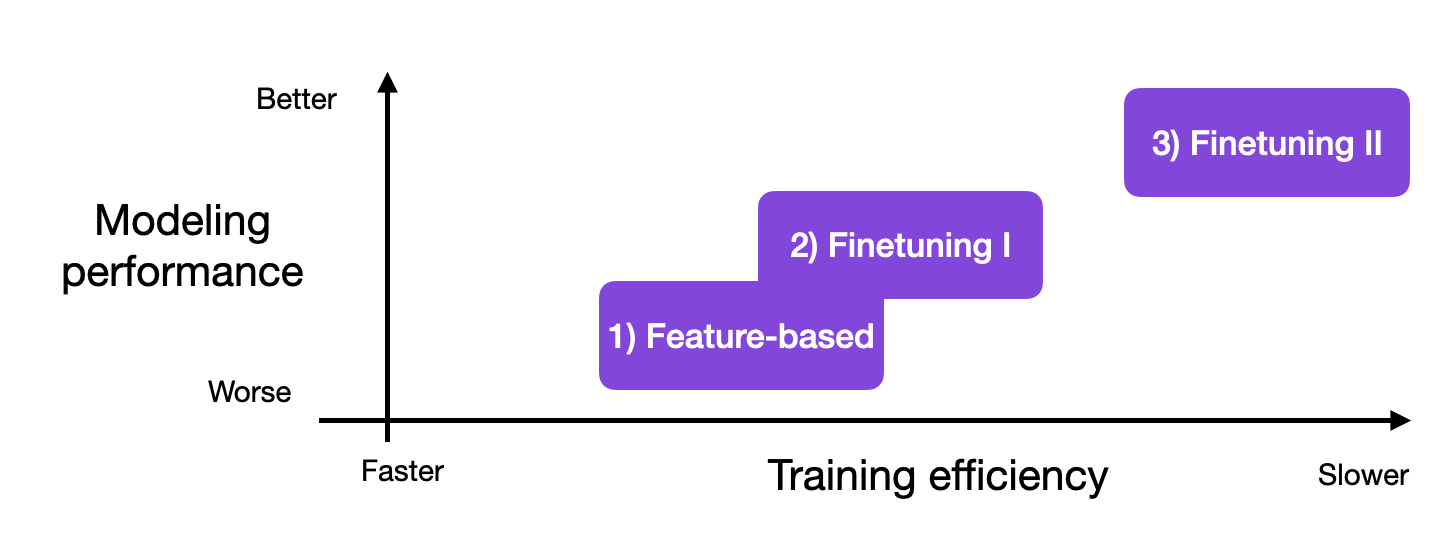 Better
3) Finetuning II
Modeling
performance
2) Finetuning I
1) Feature-based
Worse
Faster
Training efficiency
Slower